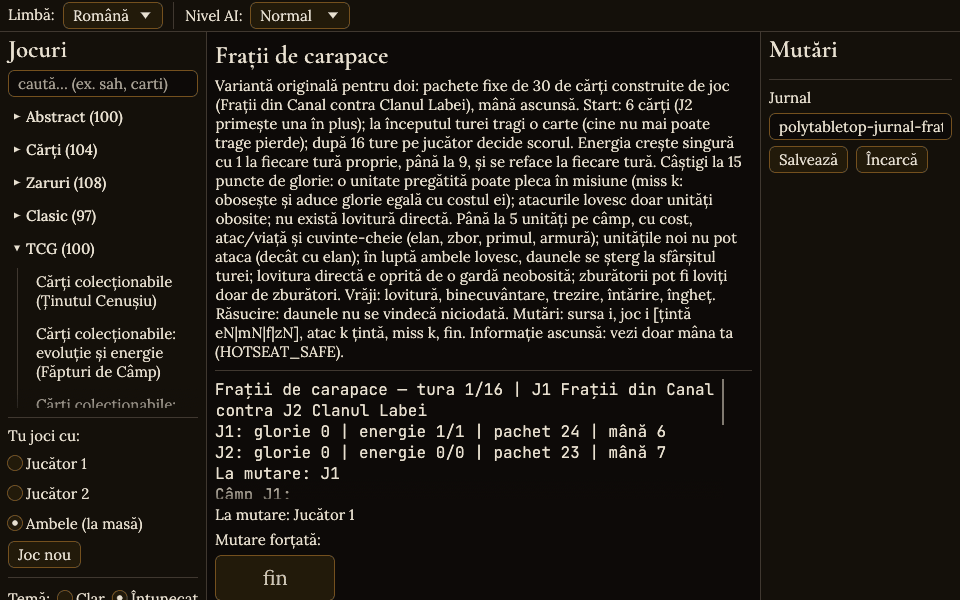 Limbă: Română ▼ Nivel AI: Normal ▼
Jocuri
caută... (ex. sah, carti)
▸ Abstract (100)
▸ Cărți (104)
▸ Zaruri (108)
▸ Clasic (97)
▾ TCG (100)
Cărți colecționabile
(Ținutul Cenușiu)
Cărți colecționabile:
evoluție și energie
(Făpturi de Câmp)
Cărți colecționabile:
Tu joci cu:
Jucător 1
Jucător 2
Ambele (la masă)
Joc nou
Temă: Clar Întunecat
Frații de carapace
Variantă originală pentru doi: pachete fixe de 30 de cărți construite de joc
(Frații din Canal contra Clanul Labei), mână ascunsă. Start: 6 cărți (J2
primește una în plus); la începutul turei tragi o carte (cine nu mai poate
trage pierde); după 16 ture pe jucător decide scorul. Energia crește singură
cu 1 la fiecare tură proprie, până la 9, și se reface la fiecare tură. Câștigi la 15
puncte de glorie: o unitate pregătită poate pleca în misiune (miss k:
obosește și aduce glorie egală cu costul ei); atacurile lovesc doar unități
obosite; nu există lovitură directă. Până la 5 unități pe câmp, cu cost,
atac/viață și cuvinte-cheie (elan, zbor, primul, armură); unitățile noi nu pot
ataca (decât cu elan); în luptă ambele lovesc, daunele se șterg la sfârșitul
turei; lovitura directă e oprită de o gardă neobosită; zburătorii pot fi loviți
doar de zburători. Vrăji: lovitură, binecuvântare, trezire, întărire, îngheț.
Răsucire: daunele nu se vindecă niciodată. Mutări: sursa i, joc i [țintă
eN|mN|f|zN], atac k țintă, miss k, fin. Informație ascunsă: vezi doar mâna ta
(HOTSEAT_SAFE).
Frații de carapace — tura 1/16 | J1 Frații din Canal
contra J2 Clanul Labei
J1: glorie 0 | energie 1/1 | pachet 24 | mână 6
J2: glorie 0 | energie 0/0 | pachet 23 | mână 7
La mutare: J1
Câmp J1:
La mutare: Jucător 1
Mutare forțată:
fin
Mutări
Jurnal
polytabletop-jurnal-frat
Salvează Încarcă